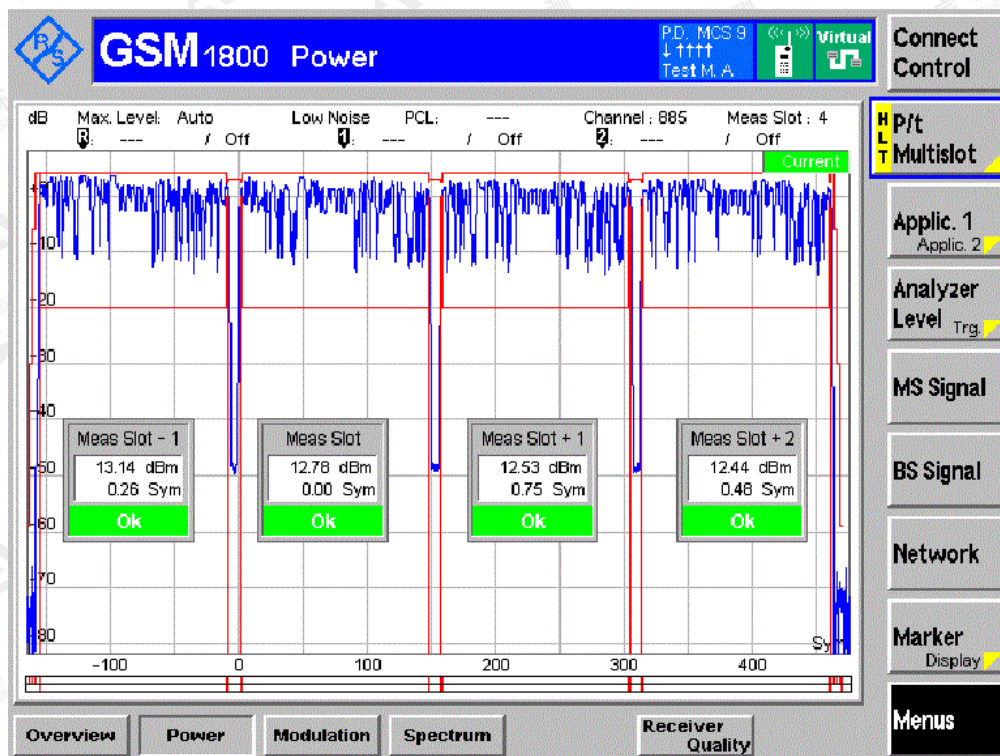 R S
GSM 1800 Power
P.D. MCS 9
↓ ↑↑↑↑
Test M. A
Virtual
Connect
Control
dB Max. Level: Auto Low Noise PCL: --- Channel : 885 Meas Slot : 4
R : --- / Off 1 : --- / Off 2 : --- / Off
Current
H
L
T
P/t
Multislot
-10
-20
-30
-40
-50
-60
-70
-80
Applic. 1
Applic. 2
Analyzer
Level Trg.
MS Signal
BS Signal
Network
Marker
Display
Menus
Meas Slot - 1
13.14 dBm
0.26 Sym
Ok
Meas Slot
12.78 dBm
0.00 Sym
Ok
Meas Slot + 1
12.53 dBm
0.75 Sym
Ok
Meas Slot + 2
12.44 dBm
0.48 Sym
Ok
-100 0 100 200 300 400
Overview Power Modulation Spectrum Receiver
Quality